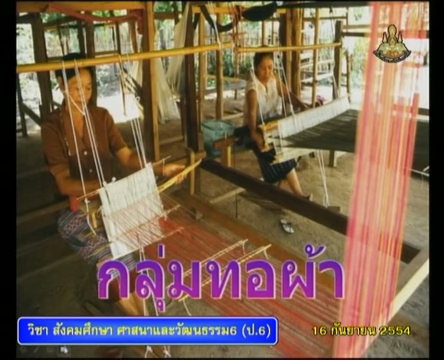 กลุ่มทอผ้า
วิชา สังคมศึกษา ศาสนาและวัฒนธรรม6 (ป.6)
16 กันยายน 2554